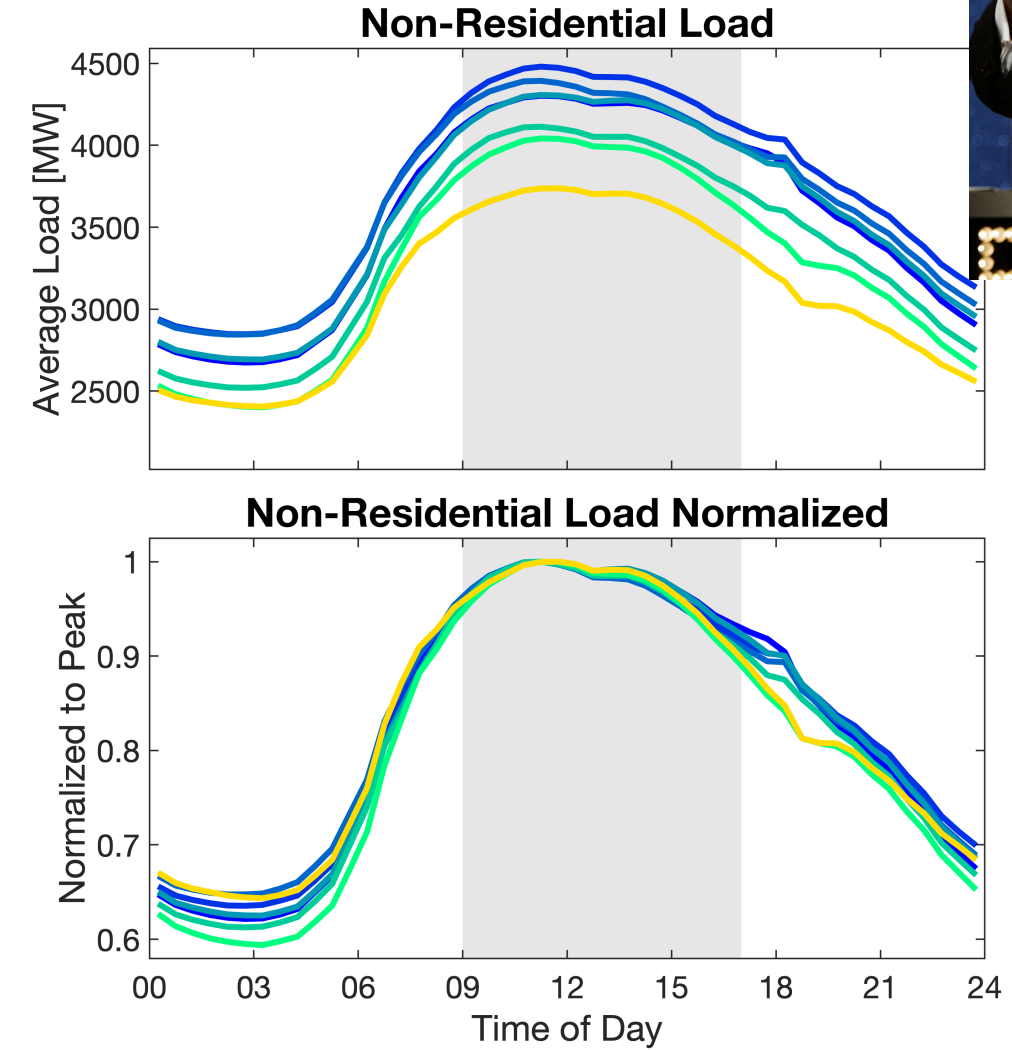 Non-Residential Load
4500
4000
3500
3000
2500
Average Load [MW]
Non-Residential Load Normalized
1
0.9
0.8
0.7
0.6
Normalized to Peak
00 03 06 09 12 15 18 21 24
Time of Day